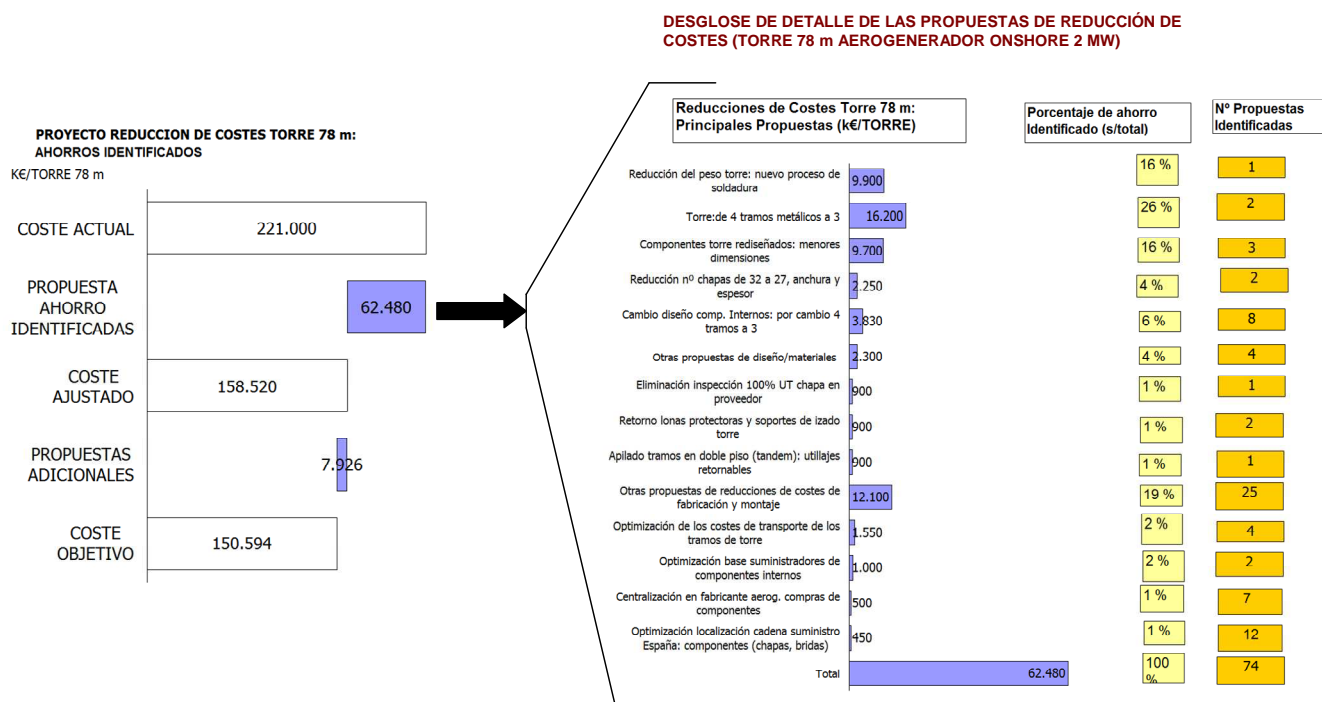 DESGLOSE DE DETALLE DE LAS PROPUESTAS DE REDUCCIÓN DE
COSTES (TORRE 78 m AEROGENERADOR ONSHORE 2 MW)
PROYECTO REDUCCION DE COSTES TORRE 78 m:
AHORROS IDENTIFICADOS
K€/TORRE 78 m
COSTE ACTUAL
221.000
PROPUESTA
AHORRO
IDENTIFICADAS
62.480
COSTE
AJUSTADO
158.520
PROPUESTAS
ADICIONALES
7.926
COSTE
OBJETIVO
150.594
Reducciones de Costes Torre 78 m:
Principales Propuestas (k€/TORRE)
Porcentaje de ahorro
Identificado (s/total)
Nº Propuestas
Identificadas
Reducción del peso torre: nuevo proceso de
soldadura
9.900
16 %
1
Torre:de 4 tramos metálicos a 3
16.200
26 %
2
Componentes torre rediseñados: menores
dimensiones
9.700
16 %
3
Reducción nº chapas de 32 a 27, anchura y
espesor
2.250
4 %
2
Cambio diseño comp. Internos: por cambio 4
tramos a 3
3.830
6 %
8
Otras propuestas de diseño/materiales
2.300
4 %
4
Eliminación inspección 100% UT chapa en
proveedor
900
1 %
1
Retorno lonas protectoras y soportes de izado
torre
900
1 %
2
Apilado tramos en doble piso (tandem): utillajes
retornables
900
1 %
1
Otras propuestas de reducciones de costes de
fabricación y montaje
12.100
19 %
25
Optimización de los costes de transporte de los
tramos de torre
1.550
2 %
4
Optimización base suministradores de
componentes internos
1.000
2 %
2
Centralización en fabricante aerog. compras de
componentes
500
1 %
7
Optimización localización cadena suministro
España: componentes (chapas, bridas)
450
1 %
12
Total
62.480
100
%
74